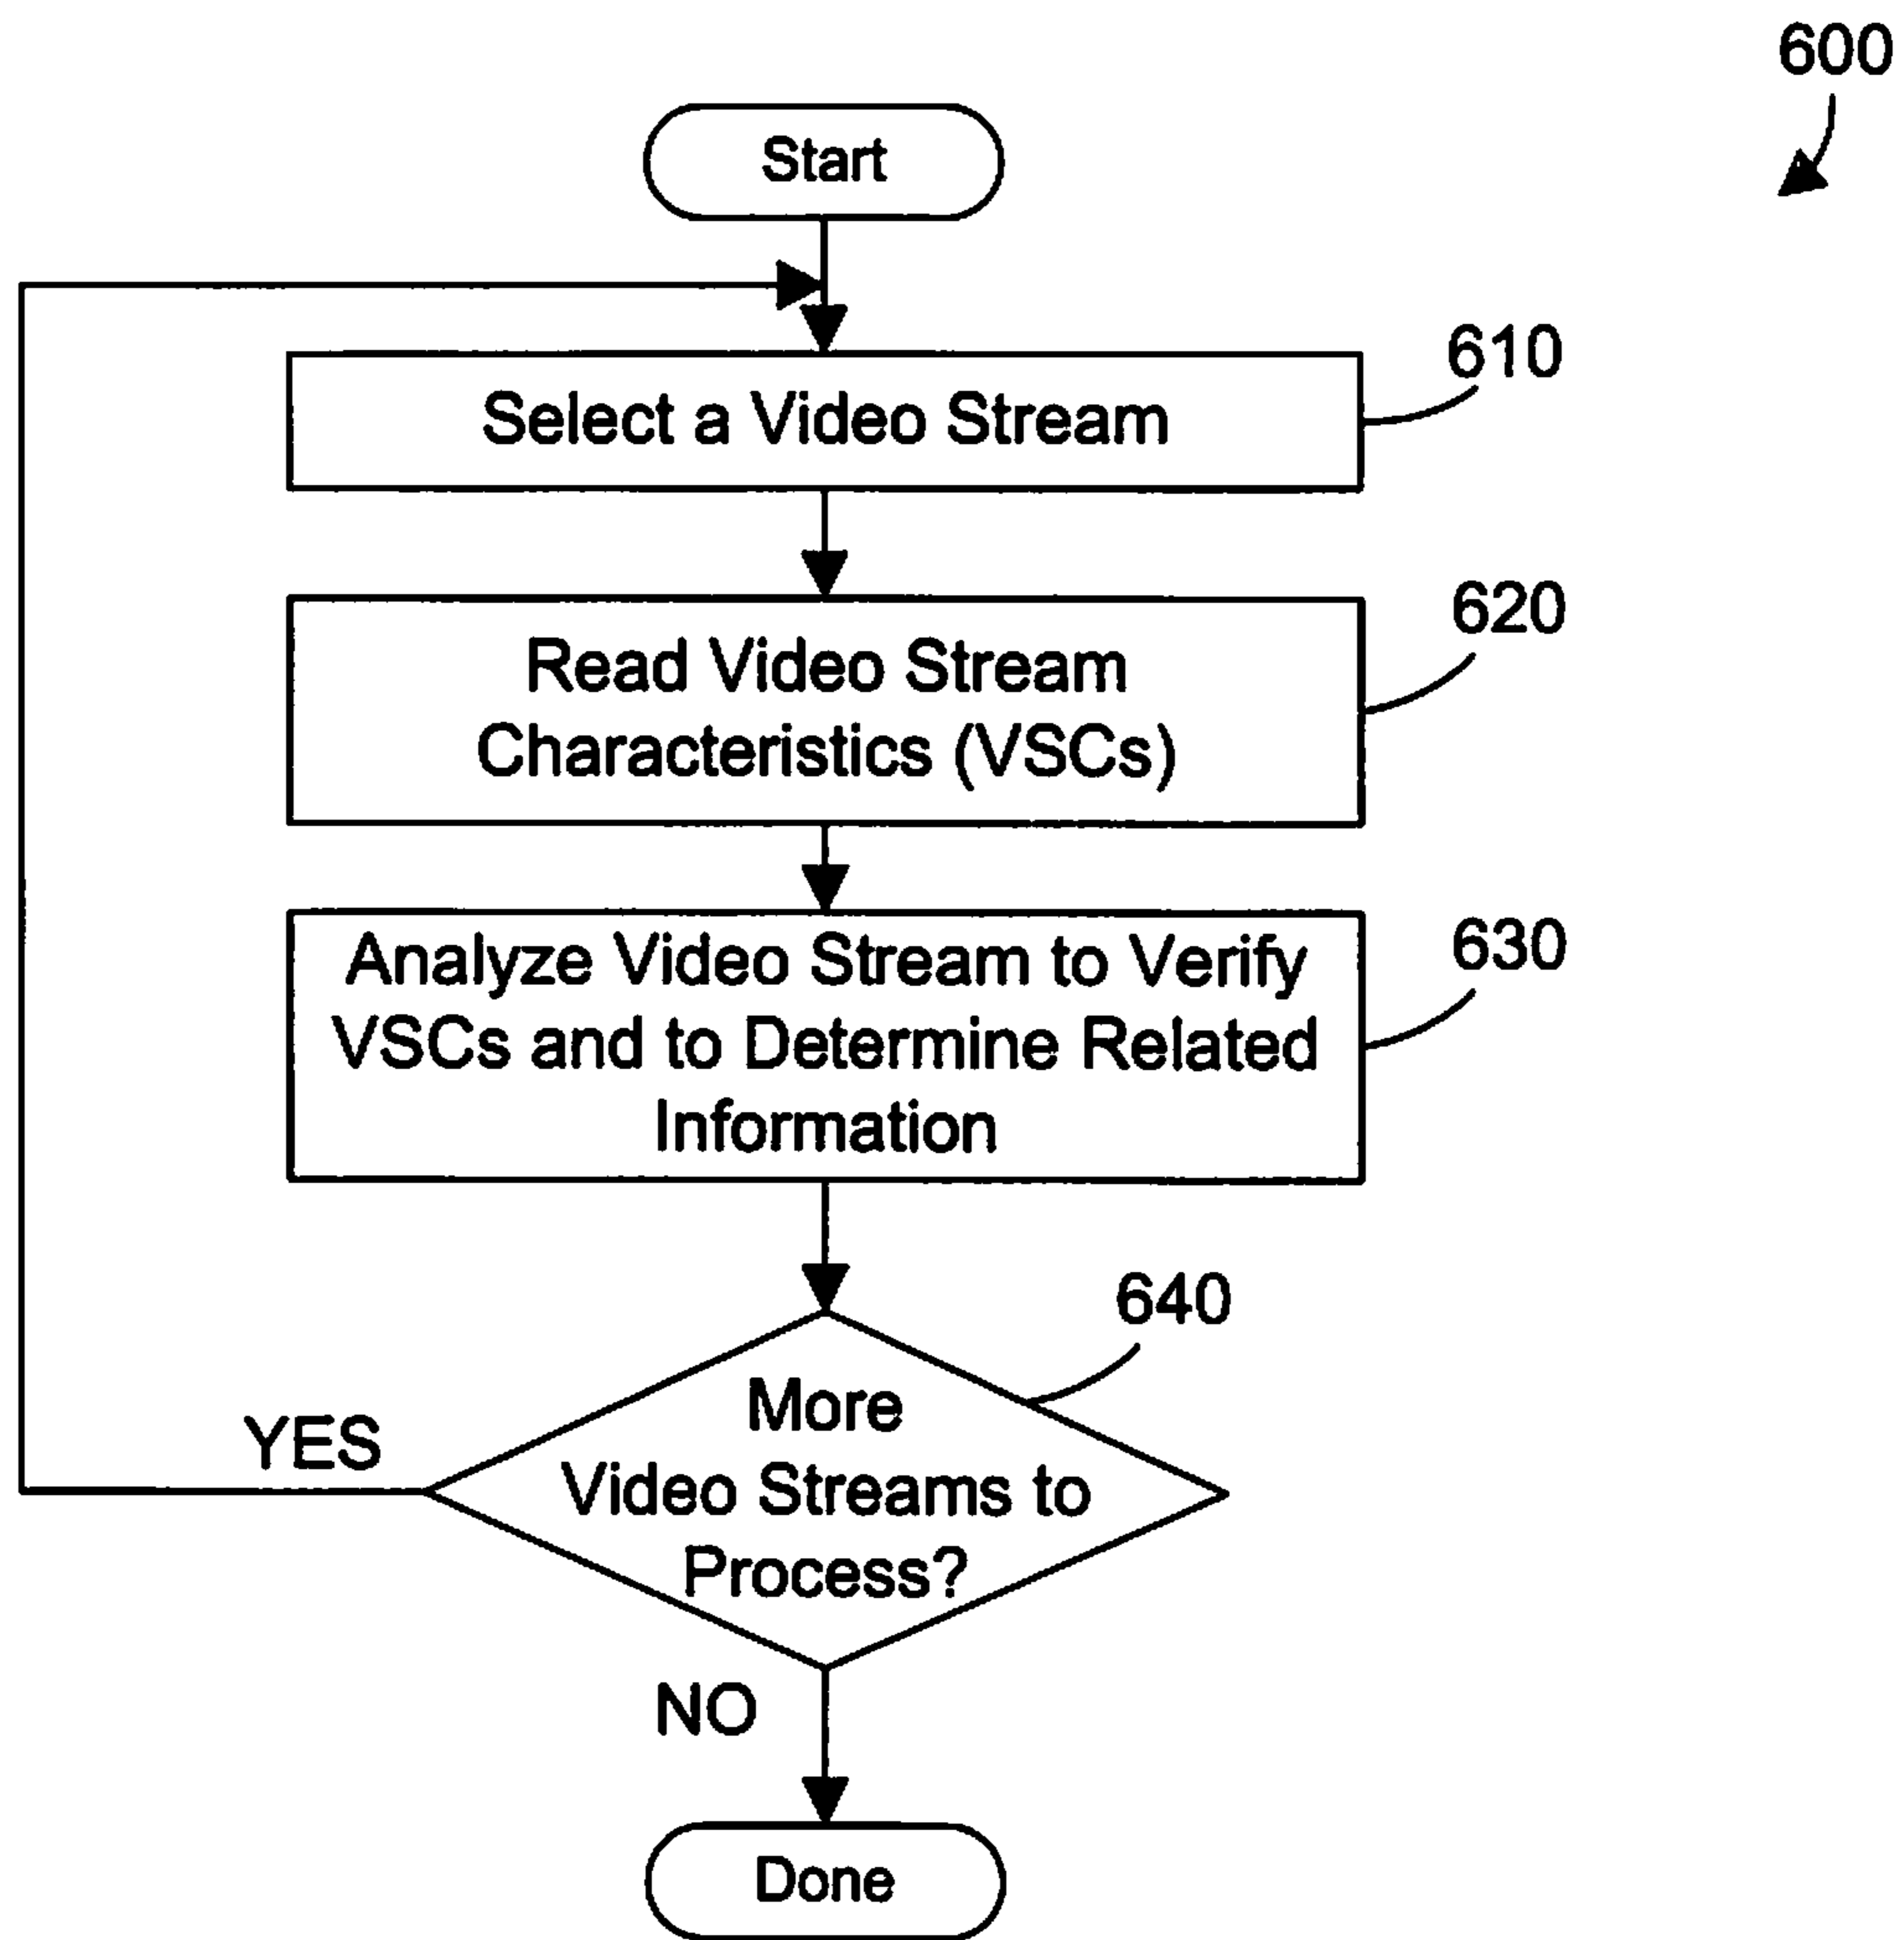 600
Start
Select a Video Stream
610
Read Video Stream
Characteristics (VSCs)
620
Analyze Video Stream to Verify
VSCs and to Determine Related
Information
630
More
Video Streams to
Process?
640
YES
NO
Done